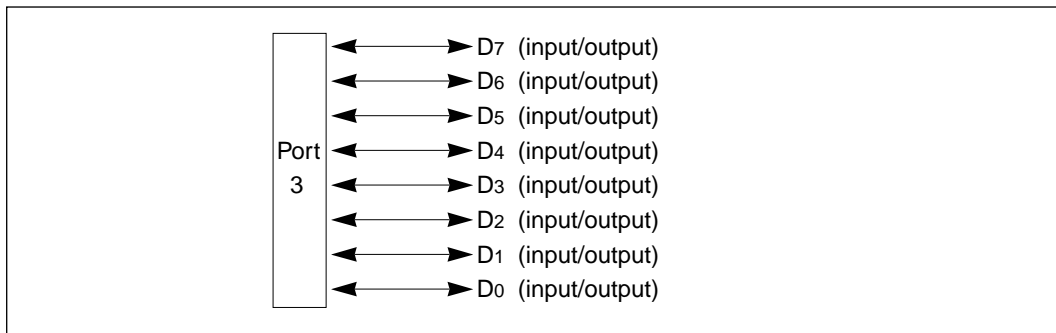 D7 (input/output)
D6 (input/output)
D5 (input/output)
Port D4 (input/output)
3 D3 (input/output)
D2 (input/output)
D1 (input/output)
D0 (input/output)